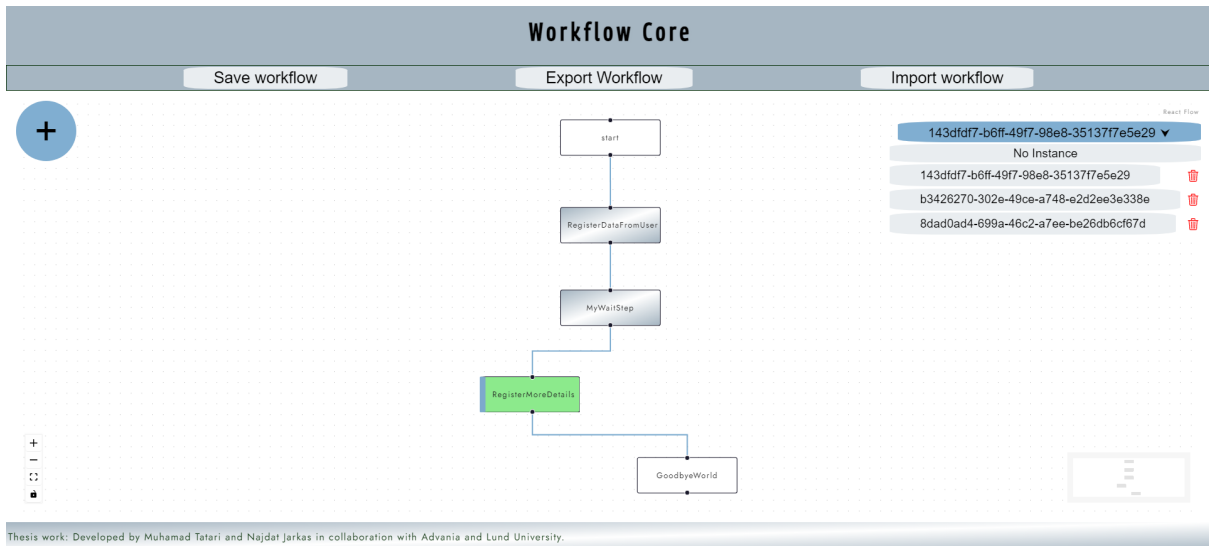 Workflow Core
Save workflow
Export Workflow
Import workflow
+
React Flow
start
143dfdf7-b6ff-49f7-98e8-35137f7e5e29
No Instance
143dfdf7-b6ff-49f7-98e8-35137f7e5e29
b3426270-302e-49ce-a748-e2d2ee3e338e
8dad0ad4-699a-46c2-a7ee-be26db6cf67d
RegisterDataFromUser
MyWaitStep
RegisterMoreDetails
GoodbyeWorld
Thesis work: Developed by Muhamad Tatari and Najdat Jarkas in collaboration with Advania and Lund University.